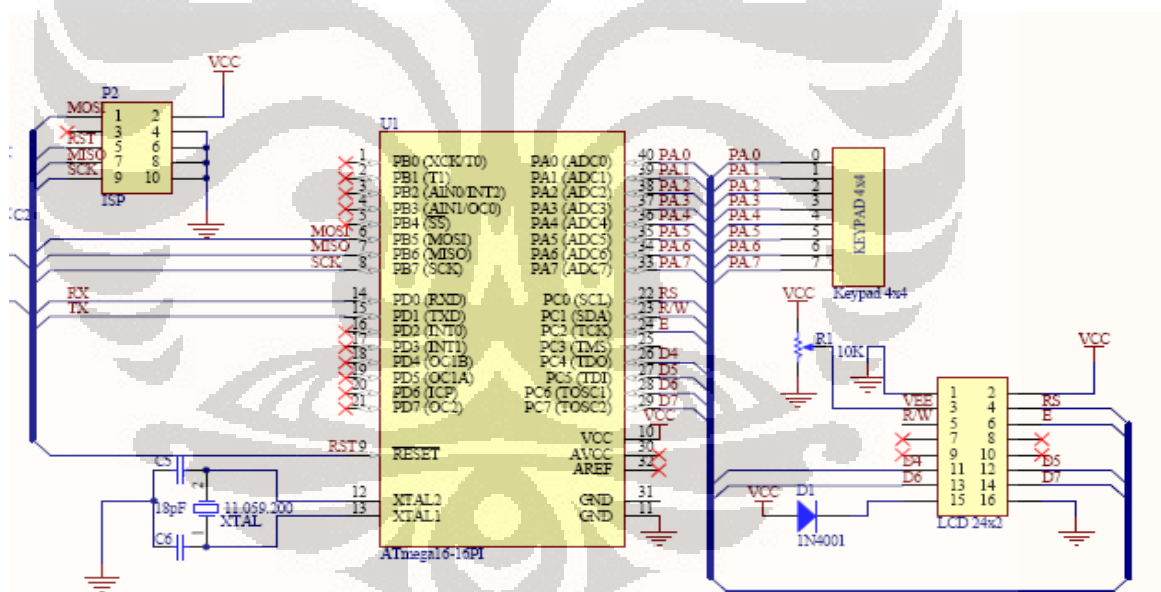 VCC
P2
MOSI 1 2
3 4
RST 5 6
MISO 7 8
SCK 9 10
ISP
U1
1 PB0 (XCK/T0) PA0 (ADC0) 40 PA.0 PA.0 0
2 PB1 (T1) PA1 (ADC1) 39 PA.1 PA.1 1
3 PB2 (AIN0/INT2) PA2 (ADC2) 38 PA.2 PA.2 2
4 PB3 (AIN1/OC0) PA3 (ADC3) 37 PA.3 PA.3 3
5 PB4 (SS) PA4 (ADC4) 36 PA.4 PA.4 4
MOSI 6 PB5 (MOSI) PA5 (ADC5) 35 PA.5 PA.5 5
MISO 7 PB6 (MISO) PA6 (ADC6) 34 PA.6 PA.6 6
SCK 8 PB7 (SCK) PA7 (ADC7) 33 PA.7 PA.7 7
KEYPAD 4x4
Keypad 4x4
RX 14 PD0 (RXD) PC0 (SCL) 22 RS
TX 15 PD1 (TXD) PC1 (SDA) 23 R/W
16 PD2 (INT0) PC2 (TCK) 24 E
17 PD3 (INT1) PC3 (TMS) 25
18 PD4 (OC1B) PC4 (TDO) 26 D4
19 PD5 (OC1A) PC5 (TDI) 27 D5
20 PD6 (ICP) PC6 (TOSC1) 28 D6
21 PD7 (OC2) PC7 (TOSC2) 29 D7
VCC
VCC 10
AVCC 30
RST 9 RESET AREF 32
12 XTAL2 GND 31
13 XTAL1 GND 11
ATmega16-16PI
C5
2
18pF 11.059.200
XTAL
1
C6
VCC
R1
10K
VCC
1 2
VEE 3 4 RS
R/W 5 6 E
7 8
9 10
D4 11 12 D5
D6 13 14 D7
15 16
LCD 24x2
VCC
D1
1N4001